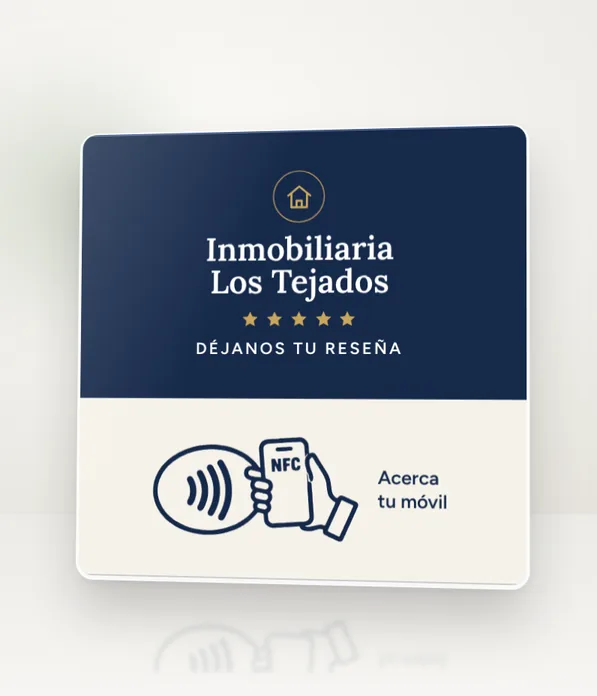 Inmobiliaria
Los Tejados
DÉJANOS TU RESEÑA
NFC
Acerca
tu móvil